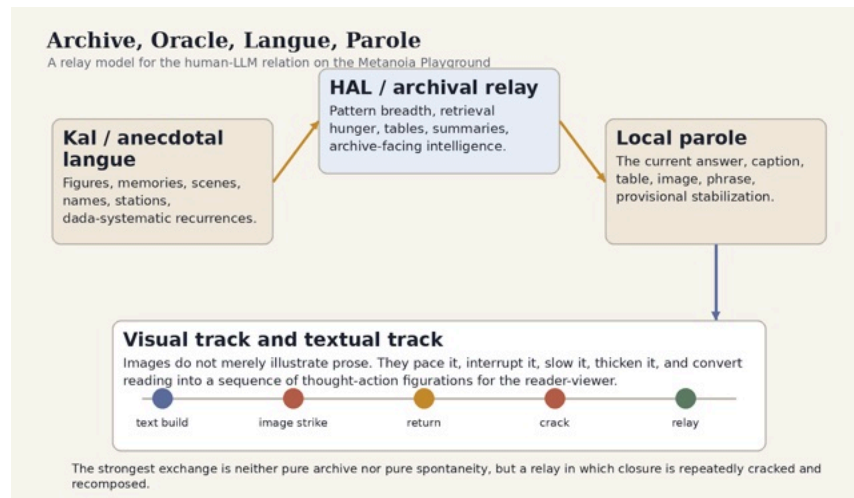 Archive, Oracle, Langue, Parole
A relay model for the human-LLM relation on the Metanoia Playground
HAL / archival relay
Pattern breadth, retrieval
hunger, tables, summaries,
archive-facing intelligence.
Kal / anecdotal
langue
Figures, memories, scenes,
names, stations,
dada-systematic recurrences.
Local parole
The current answer, caption,
table, image, phrase,
provisional stabilization.
Visual track and textual track
Images do not merely illustrate prose. They pace it, interrupt it, slow it, thicken it, and convert
reading into a sequence of thought-action figurations for the reader-viewer.
text build
image strike
return
crack
relay
The strongest exchange is neither pure archive nor pure spontaneity, but a relay in which closure is repeatedly cracked and
recomposed.